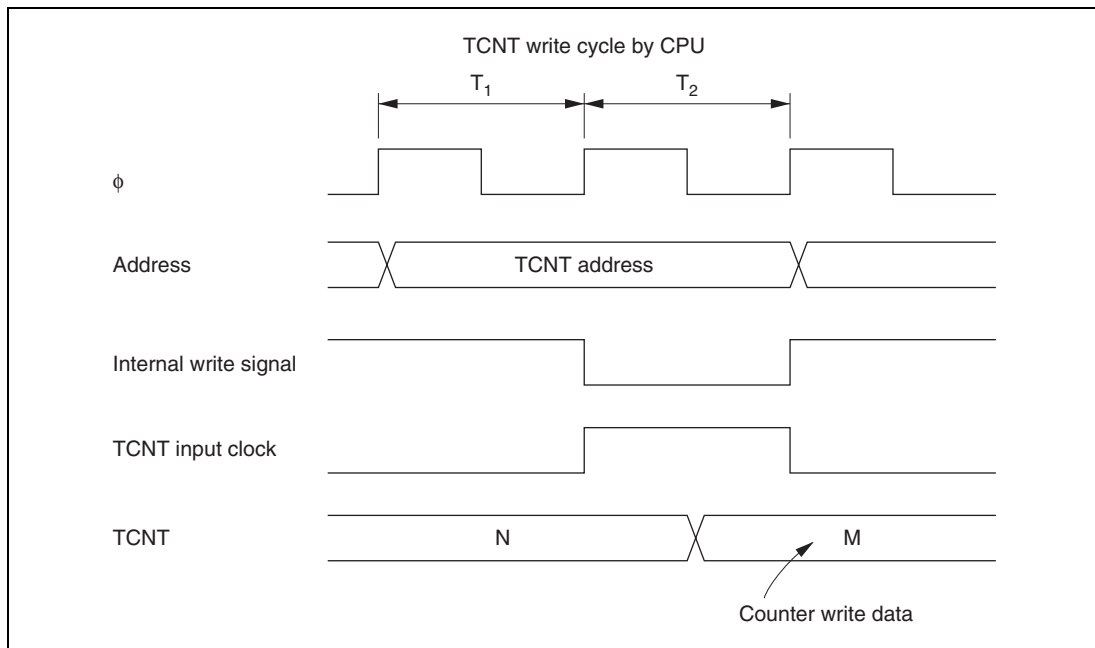 TCNT write cycle by CPU
T1 T2
ϕ
Address TCNT address
Internal write signal
TCNT input clock
TCNT N M
Counter write data